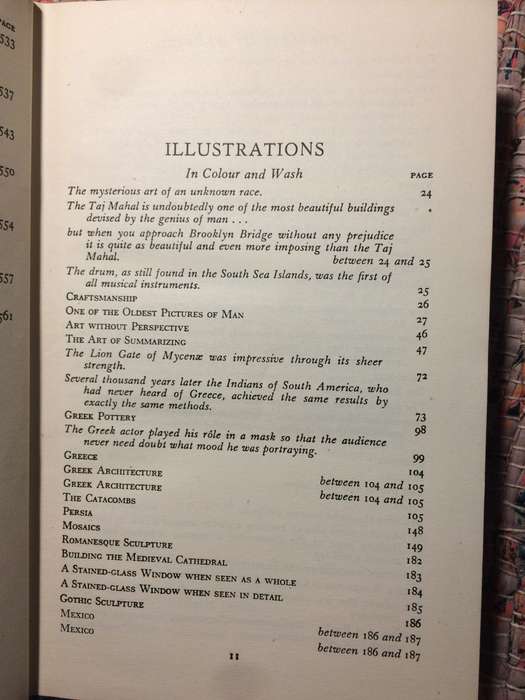 AGE
533
537
543
550
554
557
561
ILLUSTRATIONS
In Colour and Wash PAGE
The mysterious art of an unknown race. 24
The Taj Mahal is undoubtedly one of the most beautiful buildings
devised by the genius of man . . .
but when you approach Brooklyn Bridge without any prejudice
it is quite as beautiful and even more imposing than the Taj
Mahal. between 24 and 25
The drum, as still found in the South Sea Islands, was the first of
all musical instruments. 25
CRAFTSMANSHIP 26
ONE OF THE OLDEST PICTURES OF MAN 27
ART WITHOUT PERSPECTIVE 46
THE ART OF SUMMARIZING 47
The Lion Gate of Mycenæ was impressive through its sheer
strength. 72
Several thousand years later the Indians of South America, who
had never heard of Greece, achieved the same results by
exactly the same methods. 73
GREEK POTTERY 98
The Greek actor played his rôle in a mask so that the audience
never need doubt what mood he was portraying. 99
GREECE 104
GREEK ARCHITECTURE between 104 and 105
GREEK ARCHITECTURE between 104 and 105
THE CATACOMBS 105
PERSIA 148
MOSAICS 149
ROMANESQUE SCULPTURE 182
BUILDING THE MEDIEVAL CATHEDRAL 183
A STAINED-GLASS WINDOW WHEN SEEN AS A WHOLE 184
A STAINED-GLASS WINDOW WHEN SEEN IN DETAIL 185
GOTHIC SCULPTURE 186
MEXICO between 186 and 187
MEXICO between 186 and 187
11